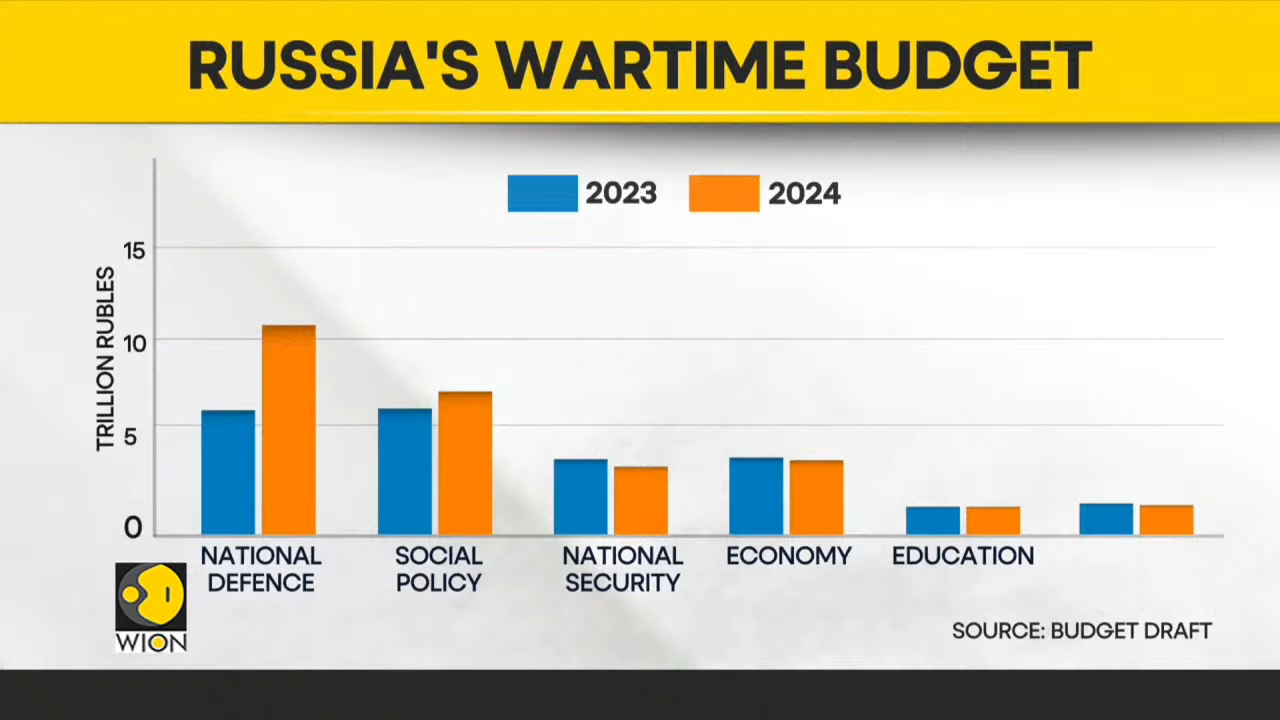 RUSSIA'S WARTIME BUDGET
2023 2024
TRILLION RUBLES
15
10
5
0
NATIONAL DEFENCE
SOCIAL POLICY
NATIONAL SECURITY
ECONOMY
EDUCATION
WION
SOURCE: BUDGET DRAFT